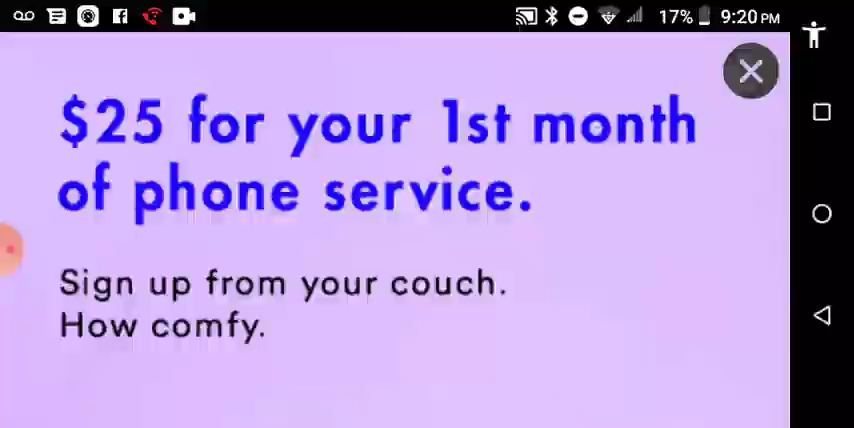 17% 9:20 PM
$25 for your 1st month
of phone service.
Sign up from your couch.
How comfy.